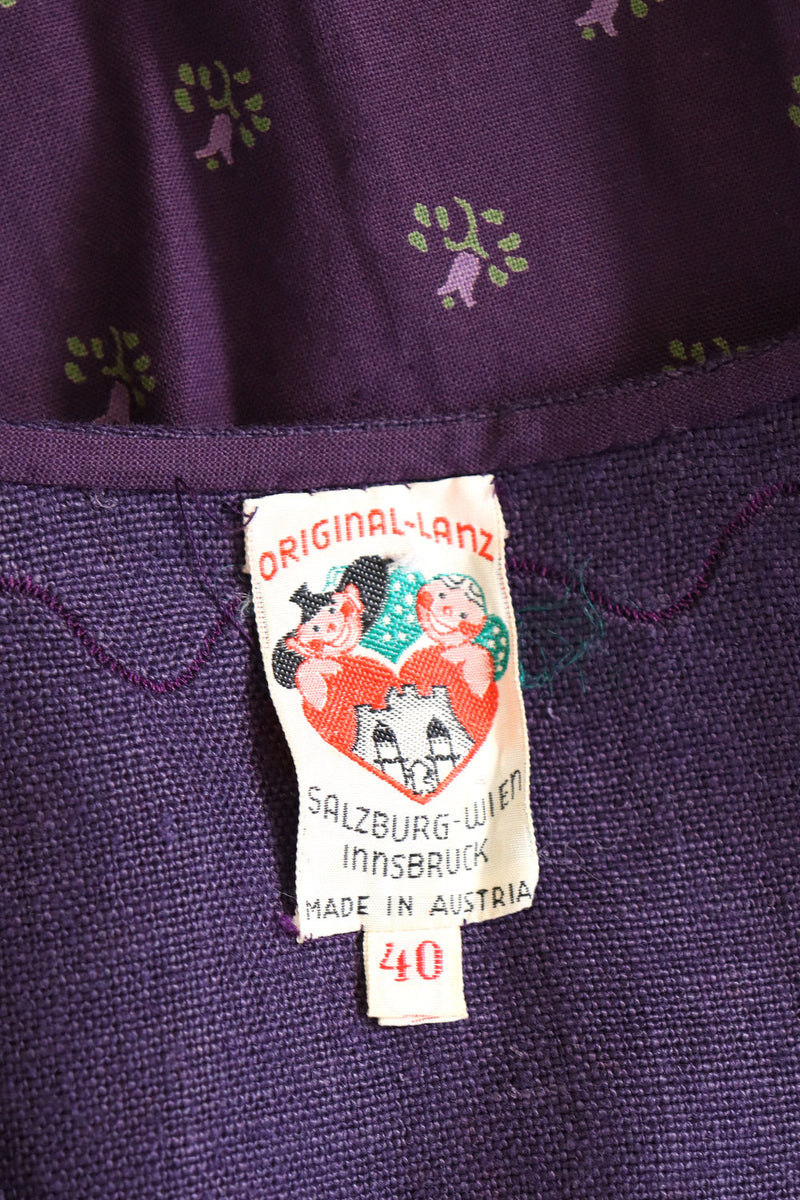 ORIGINAL-LANZ
SALZBURG-WIEN
INNSBRUCK
MADE IN AUSTRIA
40